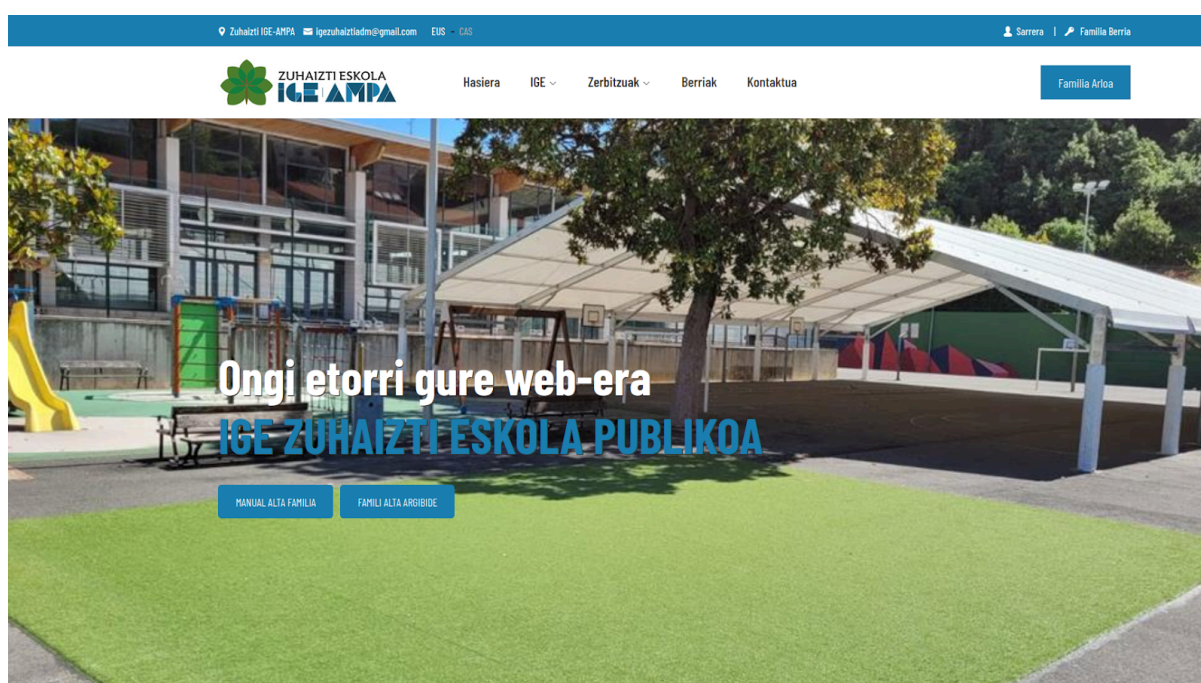 Zuhaizti IGE-AMPA igezuhaiztiadm@gmail.com EUS - CAS Sarrera | Familia Berria
ZUHAIZTI ESKOLA
IGE AMPA
Hasiera IGE Zerbitzuak Berriak Kontaktua Familia Arloa
Ongi etorri gure web-era
IGE ZUHAIZTI ESKOLA PUBLIKOA
MANUAL ALTA FAMILIA FAMILI ALTA ARGIBIDE